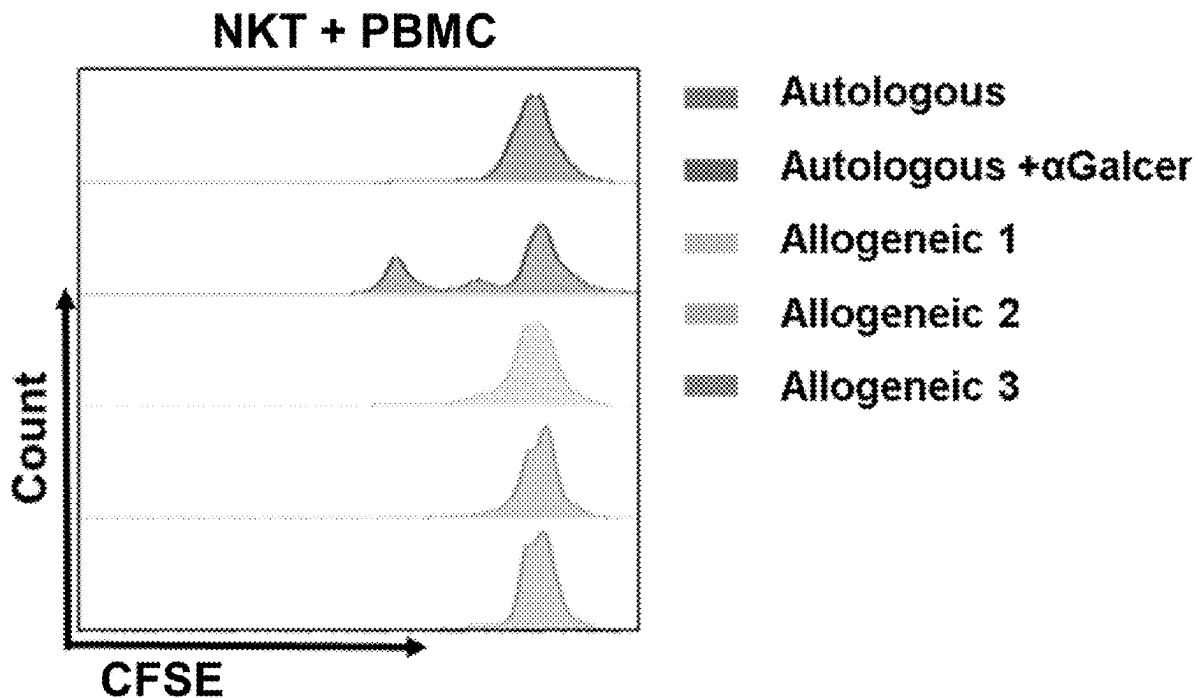 NKT + PBMC
Autologous
Autologous +αGalcer
Allogeneic 1
Allogeneic 2
Allogeneic 3
Count
CFSE